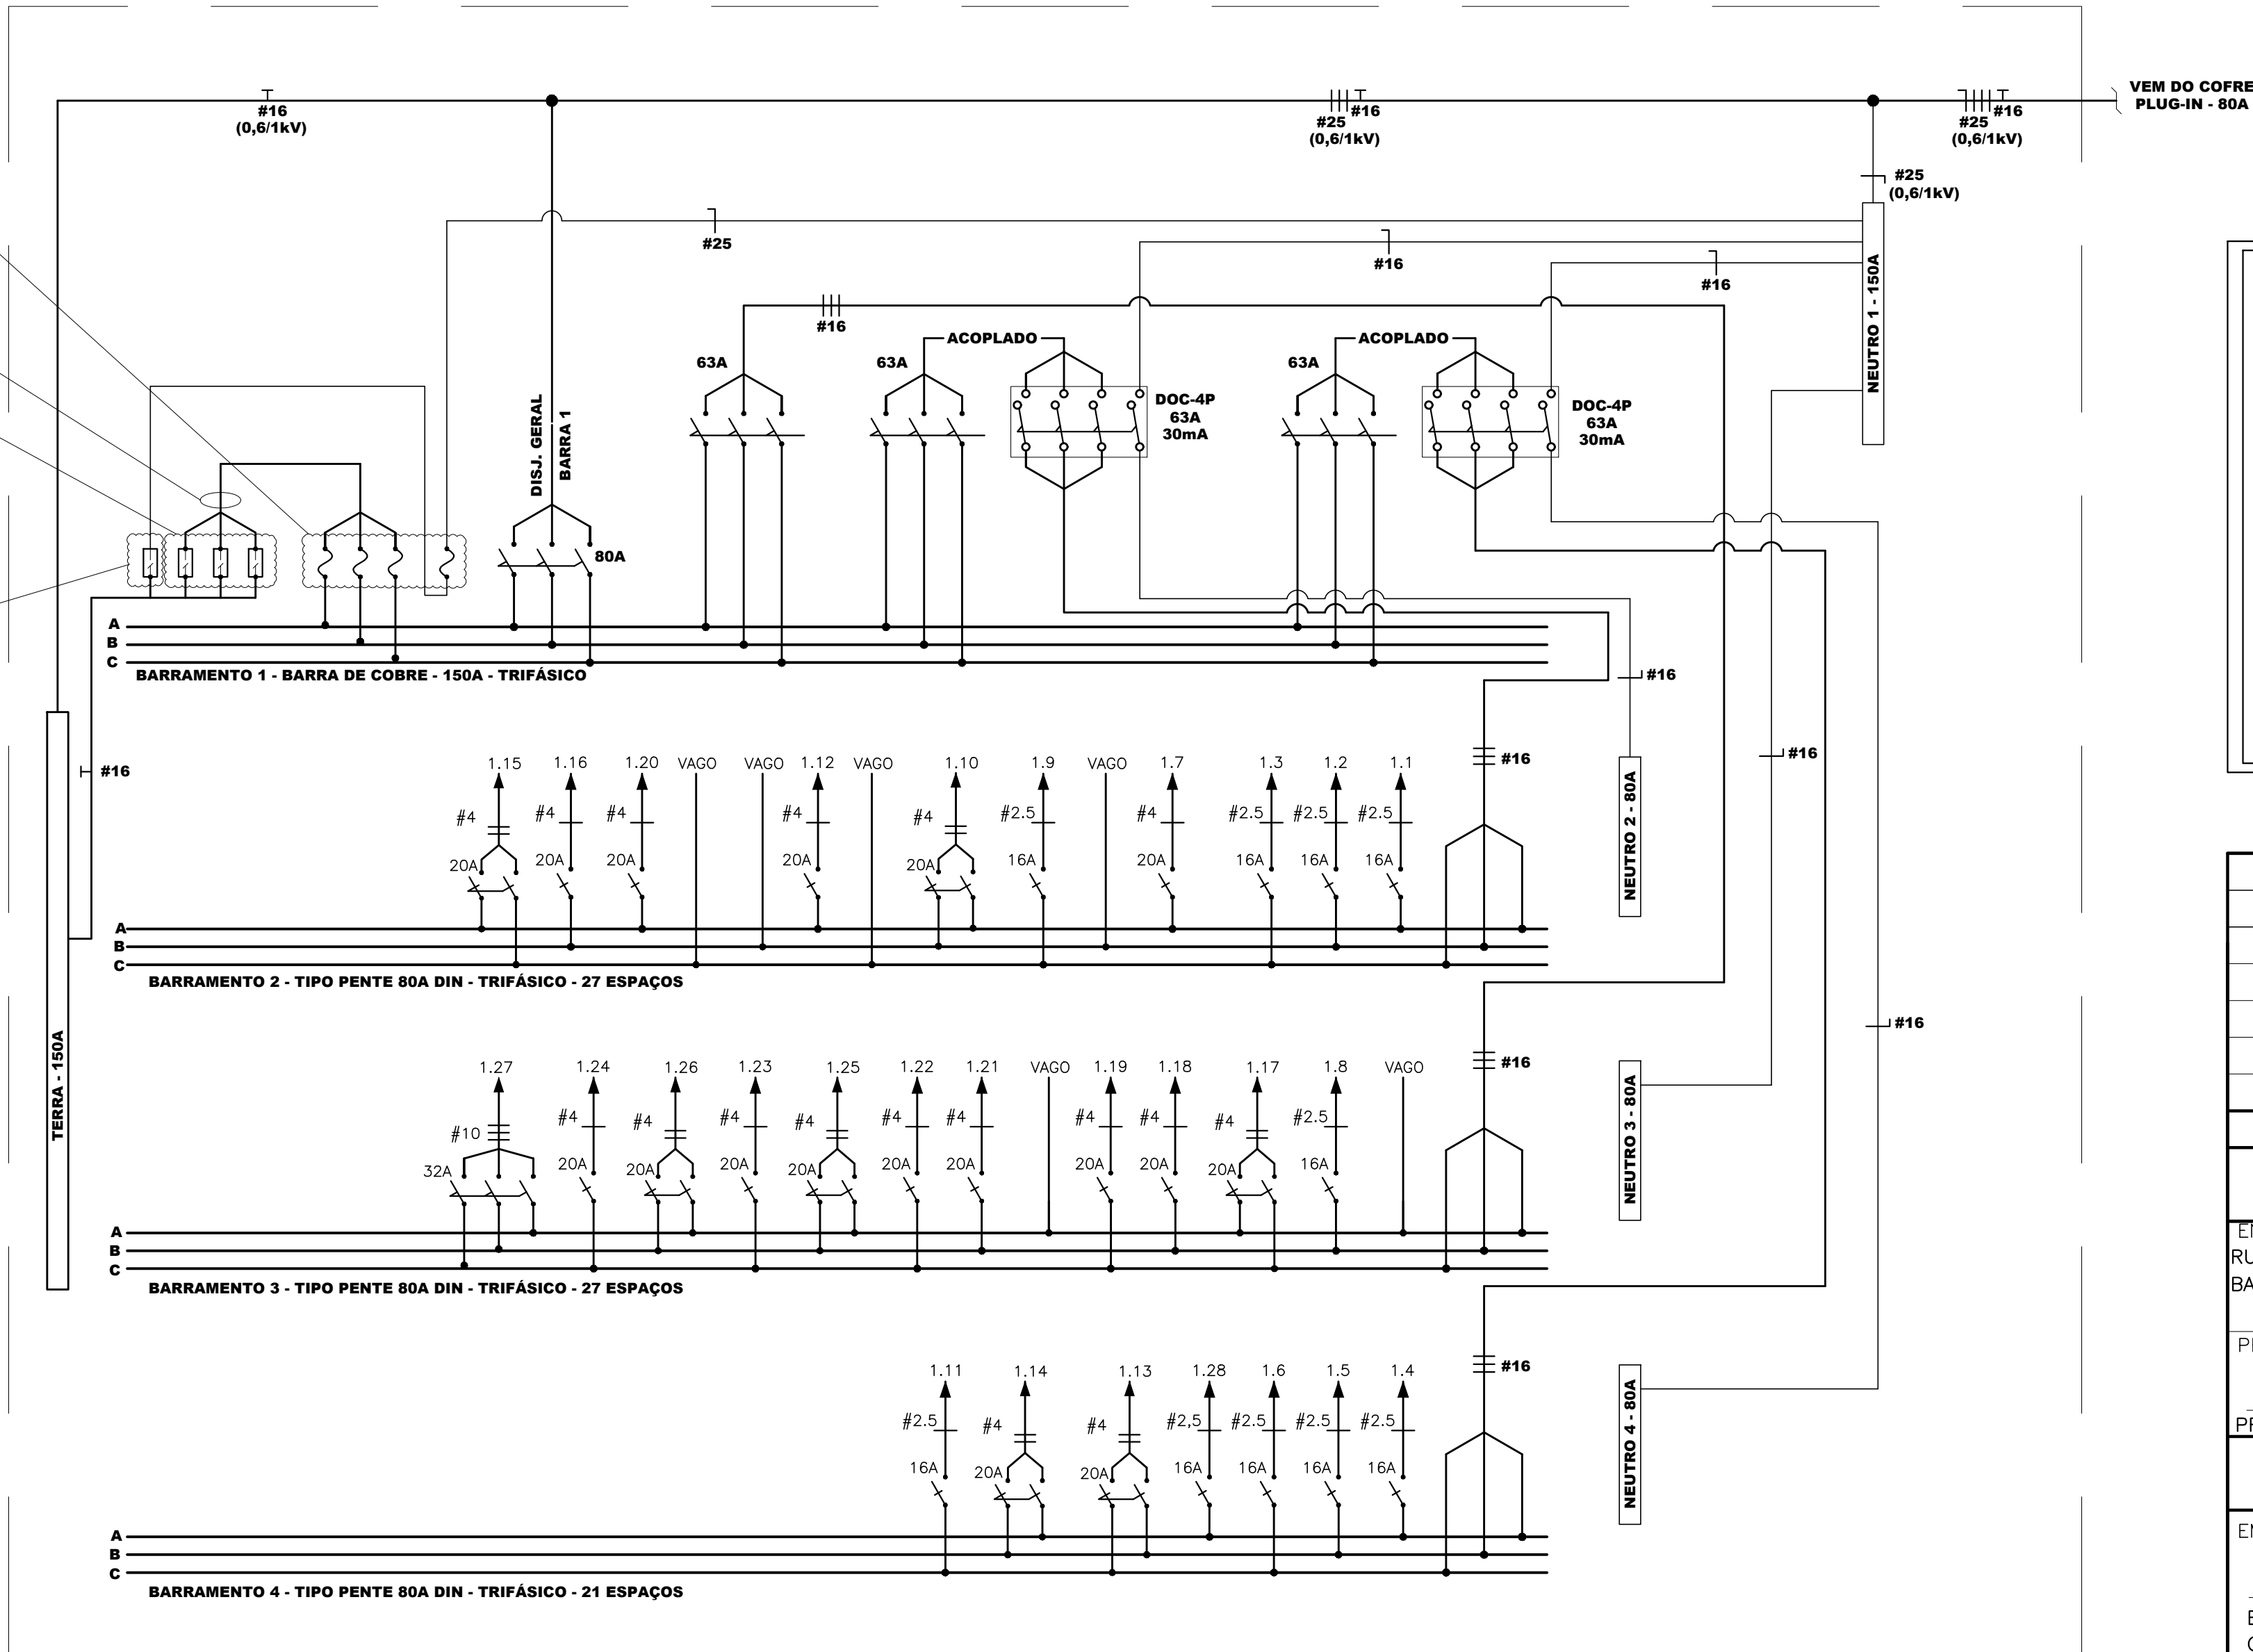 VEM DO COFRE
PLUG-IN - 80A
#16
(0,6/1kV)
#16
#25
(0,6/1kV)
#16
#25
(0,6/1kV)
#25
(0,6/1kV)
#25
#16
#16
#16
NEUTRO 1 - 150A
ACOPLADO
ACOPLADO
63A
63A
63A
DOC-4P
63A
30mA
DOC-4P
63A
30mA
DISJ. GERAL
BARRA 1
80A
A
B
C
BARRAMENTO 1 - BARRA DE COBRE - 150A - TRIFÁSICO
#16
#16
#16
#16
TERRA - 150A
1.15 1.16 1.20 VAGO VAGO 1.12 VAGO 1.10 1.9 VAGO 1.7 1.3 1.2 1.1
#16
#4 #4 #4 #4 #4 #2.5 #4 #2.5 #2.5 #2.5
20A 20A 20A 20A 20A 16A 20A 16A 16A 16A
NEUTRO 2 - 80A
A
B
C
BARRAMENTO 2 - TIPO PENTE 80A DIN - TRIFÁSICO - 27 ESPAÇOS
1.27 1.24 1.26 1.23 1.25 1.22 1.21 VAGO 1.19 1.18 1.17 1.8 VAGO
#10 #4 #4 #4 #4 #4 #4 #4 #4 #4 #2.5
32A 20A 20A 20A 20A 20A 20A 20A 20A 20A 16A
NEUTRO 3 - 80A
A
B
C
BARRAMENTO 3 - TIPO PENTE 80A DIN - TRIFÁSICO - 27 ESPAÇOS
#16
1.11 1.14 1.13 1.28 1.6 1.5 1.4
#2.5 #4 #4 #2,5 #2.5 #2.5 #2.5
16A 20A 20A 16A 16A 16A 16A
NEUTRO 4 - 80A
A
B
C
BARRAMENTO 4 - TIPO PENTE 80A DIN - TRIFÁSICO - 21 ESPAÇOS
RU
BA